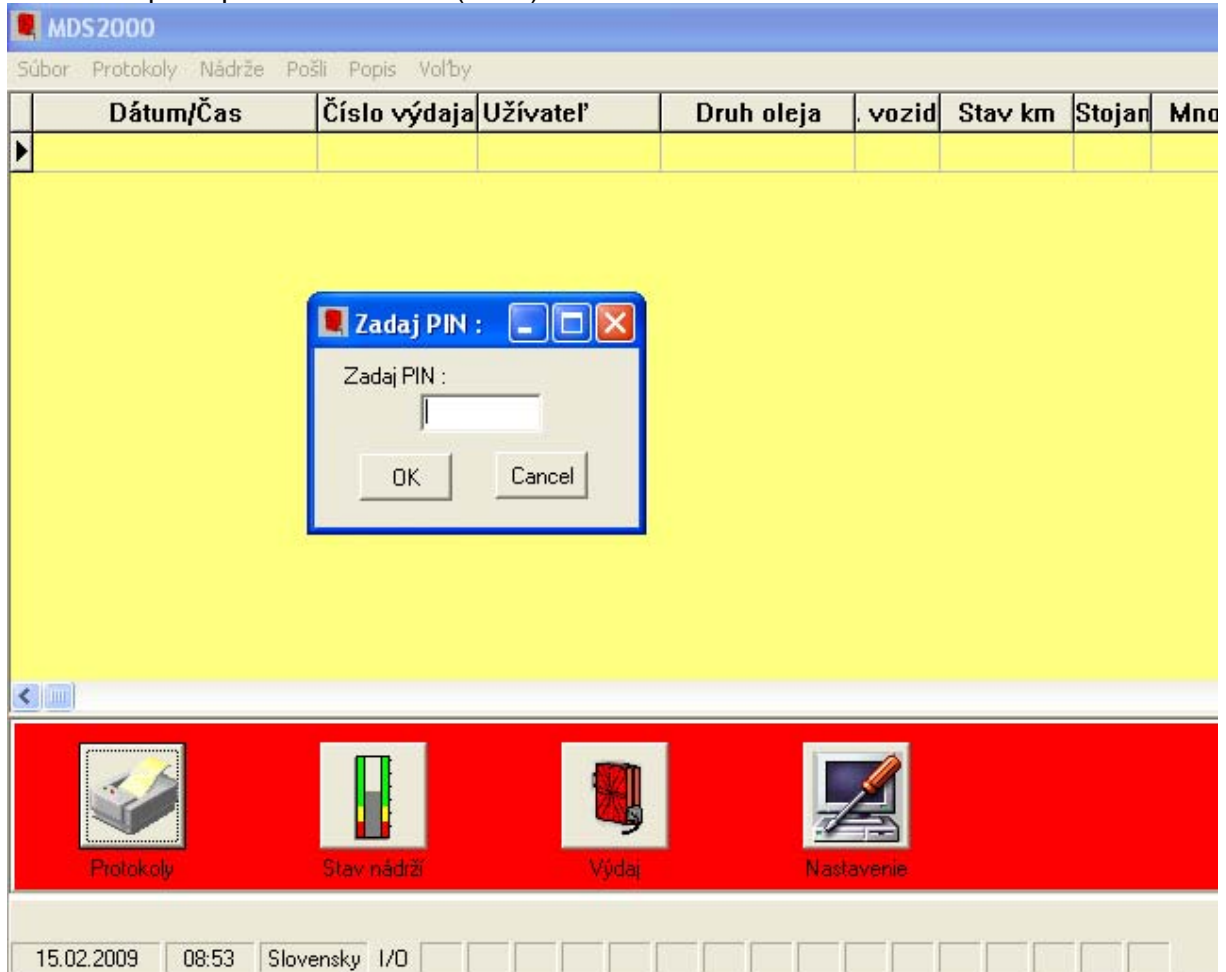 MDS2000
Súbor Protokoly Nádrže Pošli Popis Voľby
Dátum/Čas Číslo výdaja Užívateľ Druh oleja . vozid Stav km Stojan Mno
Zadaj PIN :
Zadaj PIN :
OK Cancel
Protokoly Stav nádrží Výdaj Nastavenie
15.02.2009 08:53 Slovensky I/O